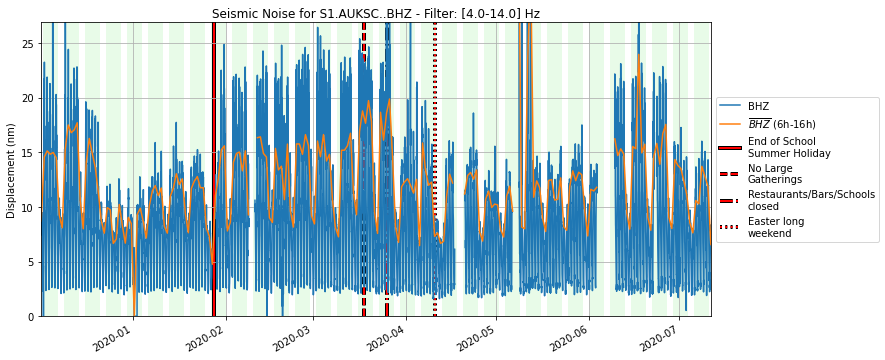 Seismic Noise for S1.AUKSC..BHZ - Filter: [4.0-14.0] Hz
Displacement (nm)
25
20
15
10
5
0
2020-01
2020-02
2020-03
2020-04
2020-05
2020-06
2020-07
BHZ
BHZ (6h-16h)
End of School
Summer Holiday
No Large
Gatherings
Restaurants/Bars/Schools
closed
Easter long
weekend